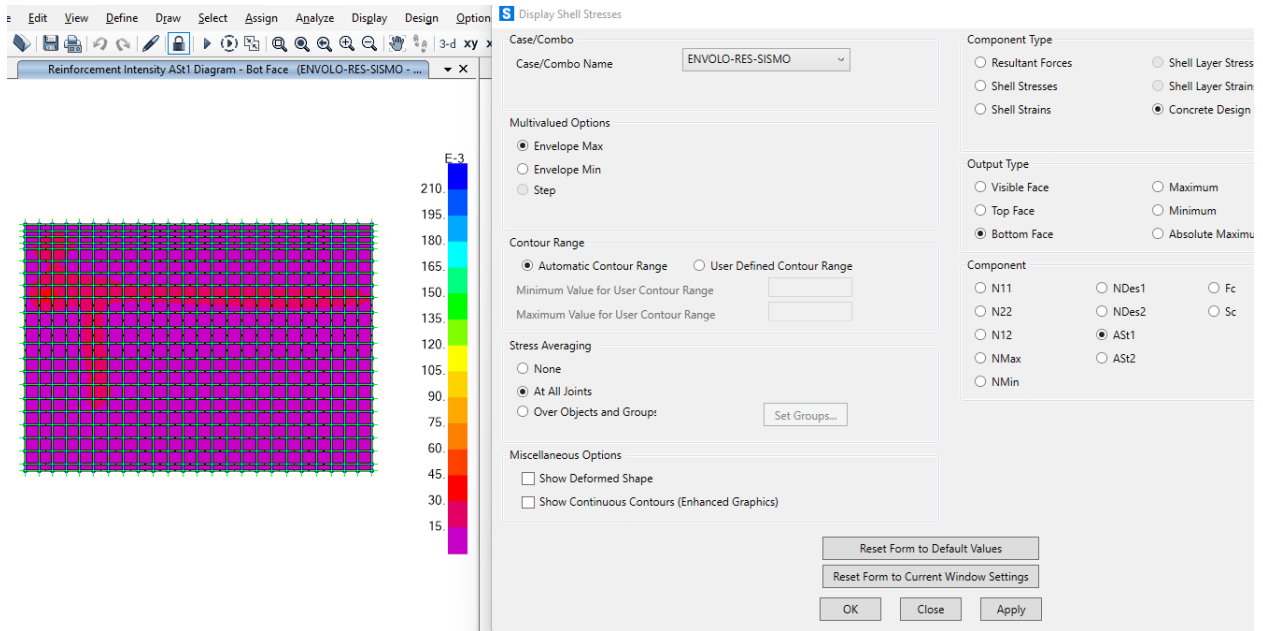 e Edit View Define Draw Select Assign Analyze Display Design Option
3-d xy x
Reinforcement Intensity ASt1 Diagram - Bot Face (ENVOLO-RES-SISMO - ...
E-3
210.
195.
180.
165.
150.
135.
120.
105.
90.
75.
60.
45.
30.
15.
S Display Shell Stresses
Case/Combo
Case/Combo Name ENVOLO-RES-SISMO
Multivalued Options
Envelope Max
Envelope Min
Step
Contour Range
Automatic Contour Range User Defined Contour Range
Minimum Value for User Contour Range
Maximum Value for User Contour Range
Stress Averaging
None
At All Joints
Over Objects and Groups
Set Groups...
Miscellaneous Options
Show Deformed Shape
Show Continuous Contours (Enhanced Graphics)
Component Type
Resultant Forces Shell Layer Stress
Shell Stresses Shell Layer Strain
Shell Strains Concrete Design
Output Type
Visible Face Maximum
Top Face Minimum
Bottom Face Absolute Maximu
Component
N11 NDes1 Fc
N22 NDes2 Sc
N12 ASt1
NMax ASt2
NMin
Reset Form to Default Values
Reset Form to Current Window Settings
OK Close Apply